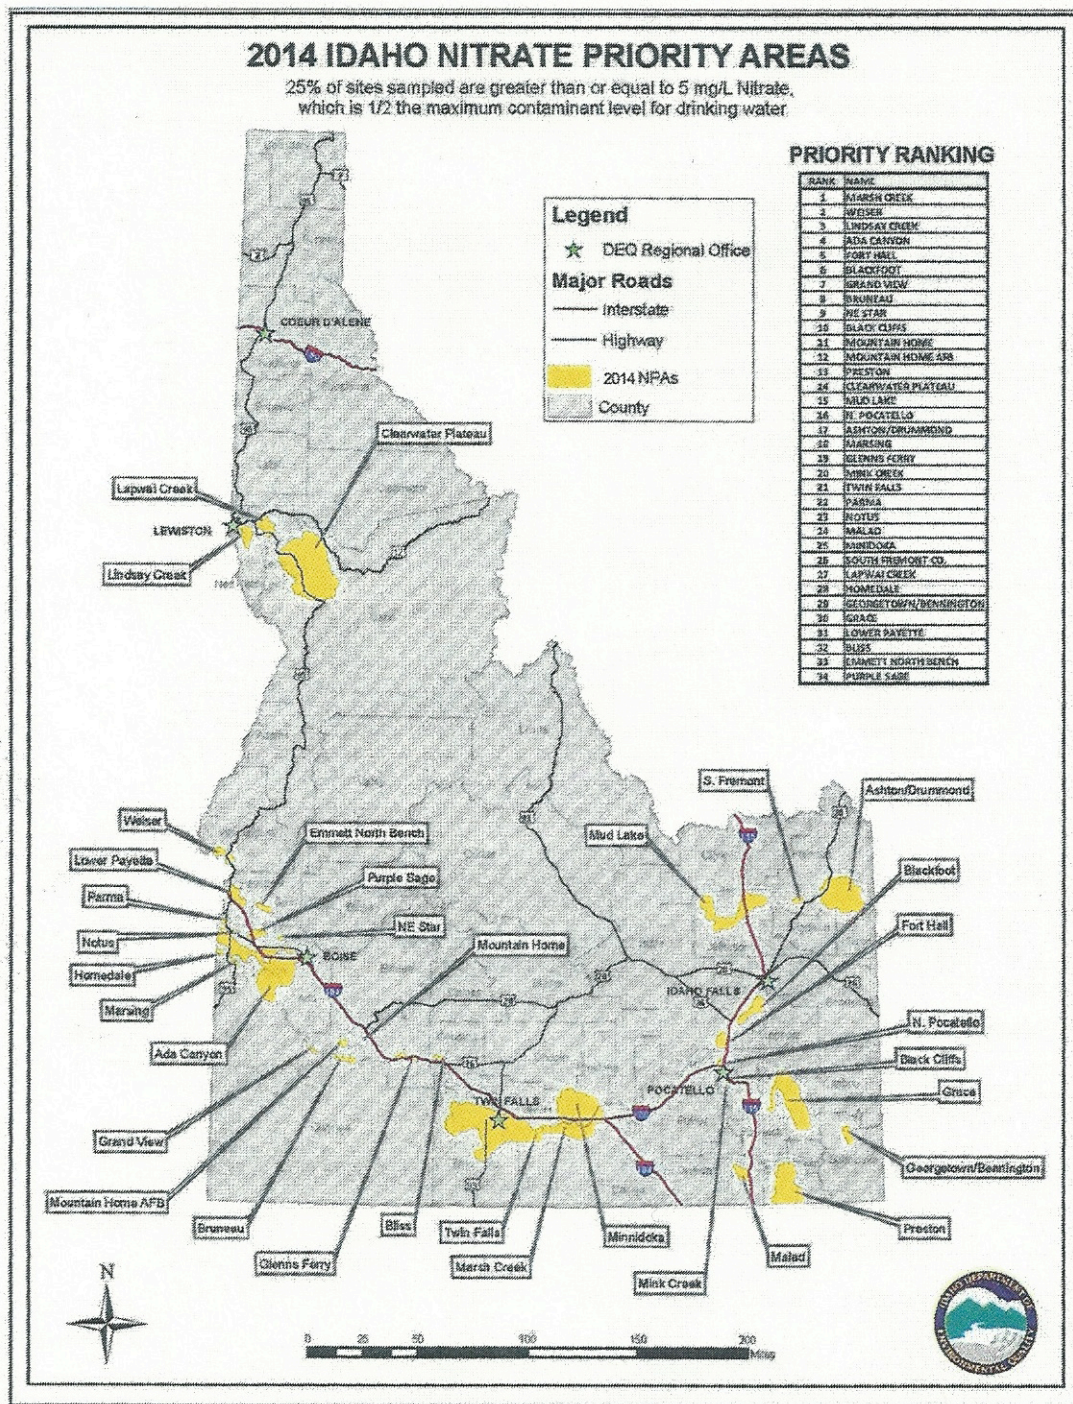 2014 IDAHO NITRATE PRIORITY AREAS
25% of sites sampled are greater than or equal to 5 mg/L Nitrate,
which is 1/2 the maximum contaminant level for drinking water
PRIORITY RANKING
RANK NAME
1 MARSH CREEK
2 WEISER
3 LINDSAY CREEK
4 ADA CANYON
5 FORT HALL
6 BLACKFOOT
7 GRAND VIEW
8 BRUNEAU
9 NE STAR
10 BLACK CLIFFS
11 MOUNTAIN HOME
12 MOUNTAIN HOME AFB
13 PRESTON
14 CLEARWATER PLATEAU
15 MUD LAKE
16 N. POCATELLO
17 ASHTON/DRUMMOND
18 MARSING
19 GLENNS FERRY
20 MINK CREEK
21 TWIN FALLS
22 PARMA
23 NOTUS
24 MALAD
25 MINIDOKA
26 SOUTH FREMONT CO.
27 LAPWAI CREEK
28 HOMEDALE
29 GEORGETOWN/BENNINGTON
30 GRACE
31 LOWER PAYETTE
32 BLISS
33 EMMETT NORTH BENCH
34 PURPLE SAGE
Legend
DEQ Regional Office
Major Roads
Interstate
Highway
2014 NPAs
County
COEUR D'ALENE
Clearwater Plateau
Lapwai Creek
LEWISTON
Lindsay Creek
S. Fremont
Ashton/Drummond
Weiser
Emmett North Bench
Mud Lake
Lower Payette
Purple Sage
Blackfoot
Parma
NE Star
Fort Hall
Notus
Mountain Home
BOISE
Homedale
IDAHO FALLS
Marsing
N. Pocatello
Ada Canyon
Black Cliffs
POCATELLO
Grace
TWIN FALLS
Grand View
Georgetown/Bennington
Mountain Home AFB
Bruneau
Bliss
Twin Falls
Minnidoka
Preston
Glenns Ferry
Marsh Creek
Malad
Mink Creek
N
0 25 50 100 150 200
Miles
IDAHO DEPARTMENT OF
ENVIRONMENTAL QUALITY